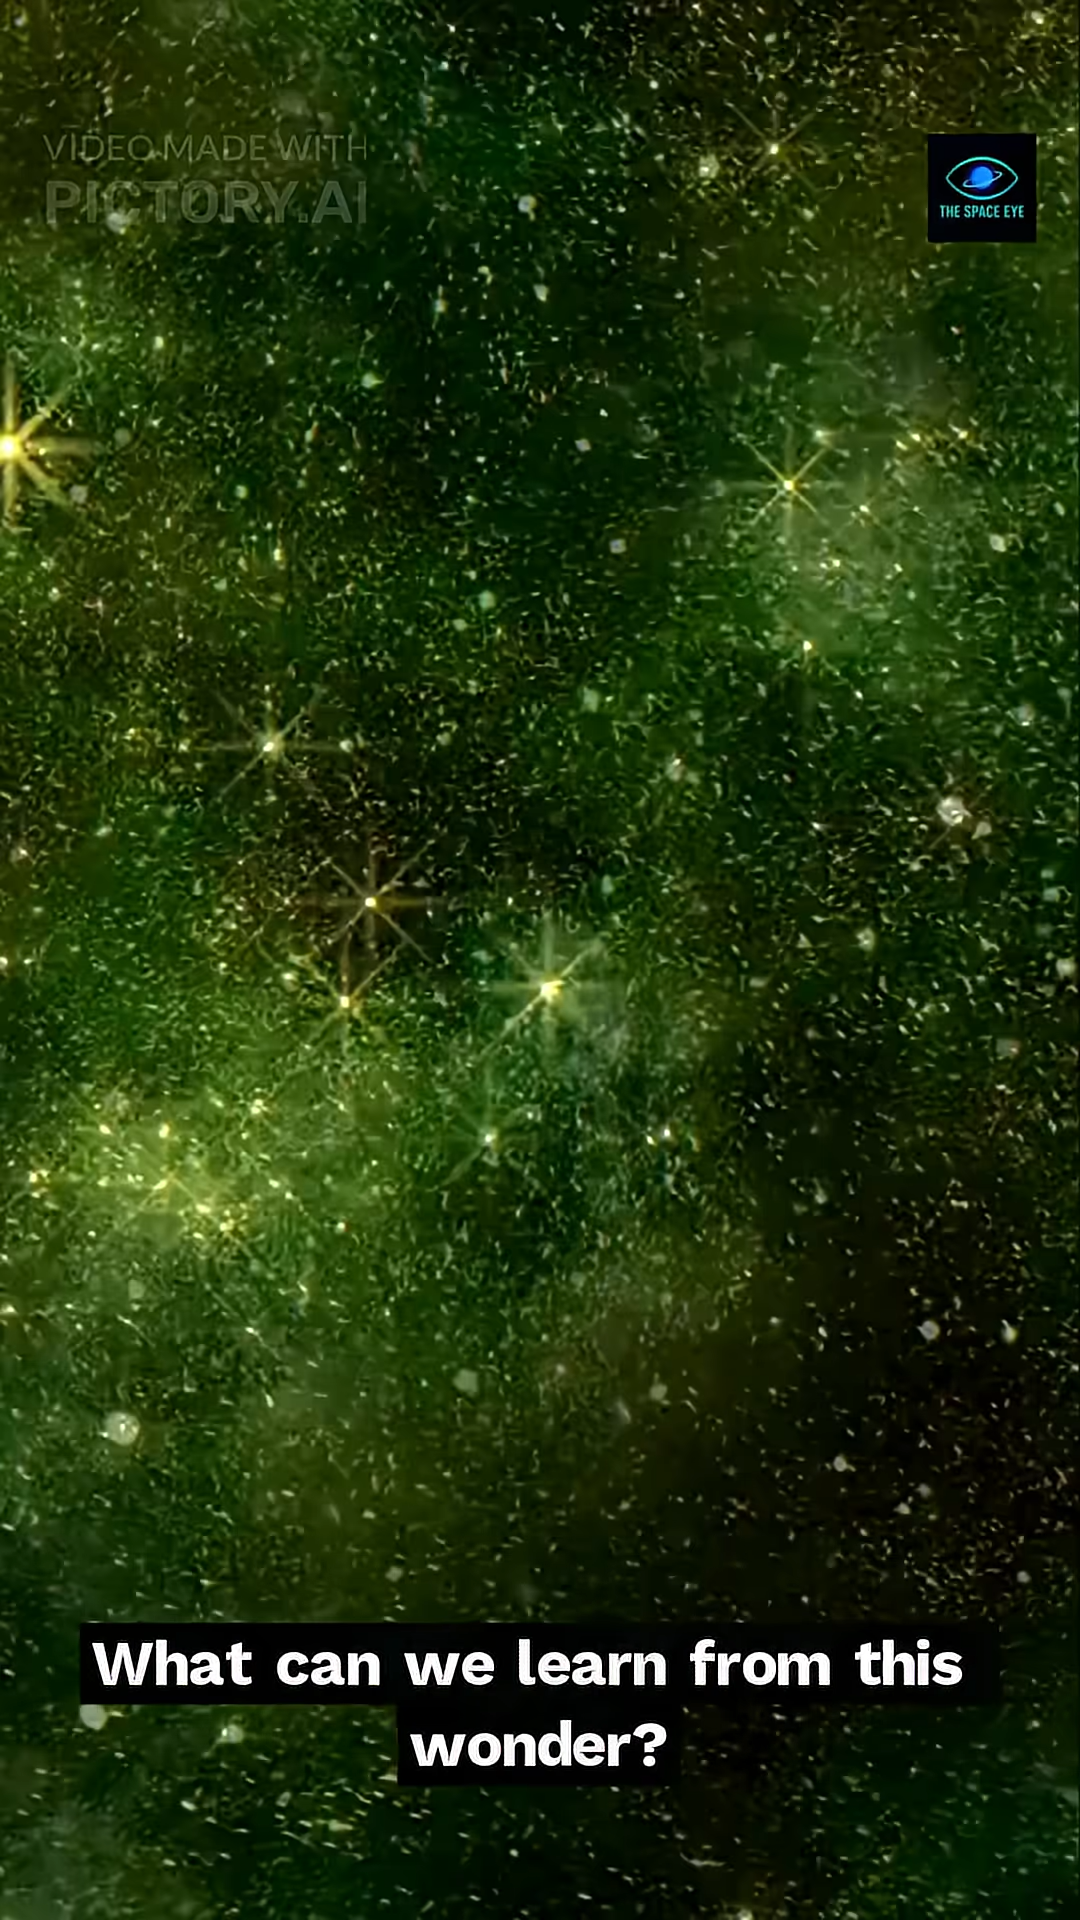 VIDEO MADE WITH
PICTORY.AI
THE SPACE EYE
What can we learn from this
wonder?